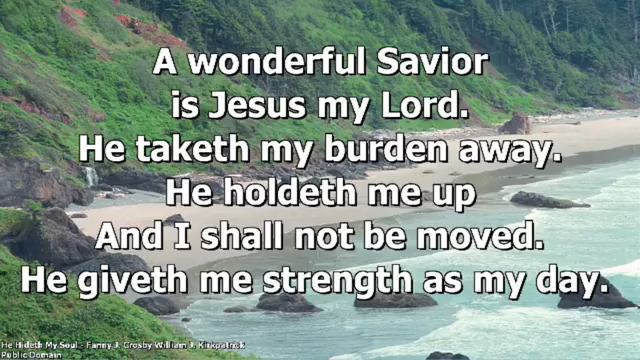 A wonderful Savior
is Jesus my Lord.
He taketh my burden away.
He holdeth me up
And I shall not be moved.
He giveth me strength as my day.
He Hideth My Soul - Fanny J. Crosby William J. Kirkpatrick
Public Domain